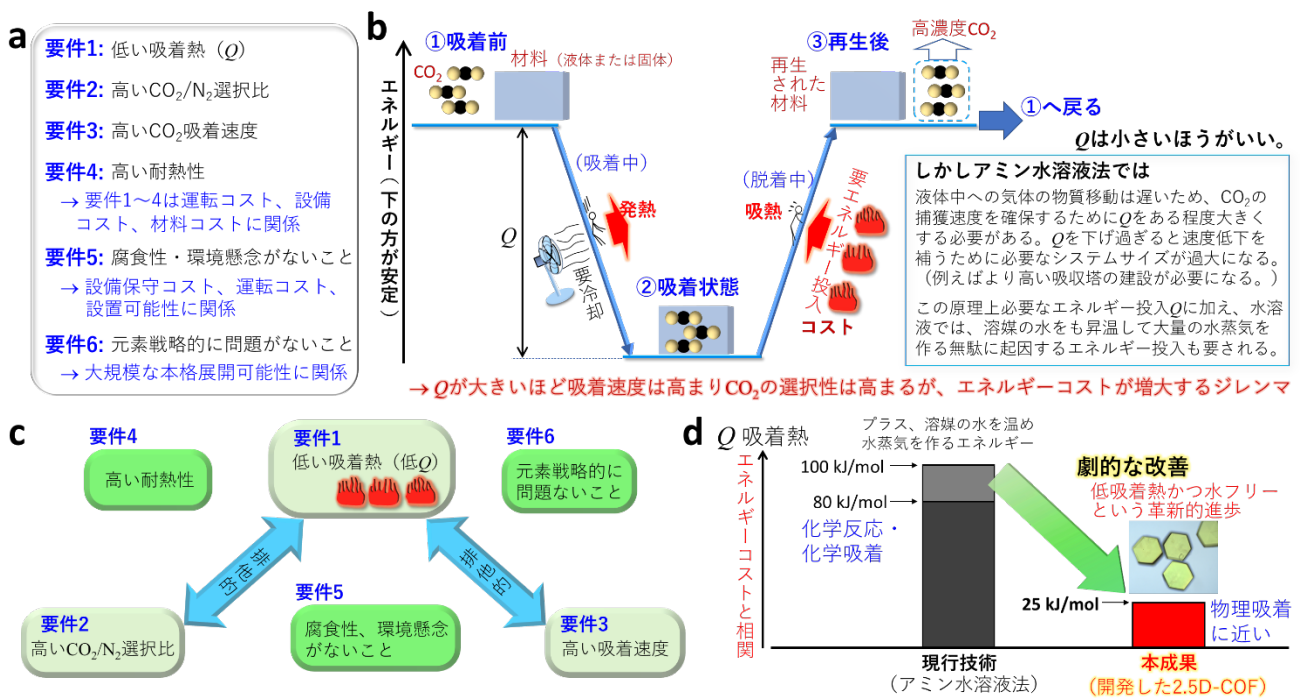 a
要件1: 低い吸着熱（Q）
要件2: 高いCO₂/N₂選択比
要件3: 高いCO₂吸着速度
要件4: 高い耐熱性
→ 要件1～4は運転コスト、設備
コスト、材料コストに関係
要件5: 腐食性・環境懸念がないこと
→ 設備保守コスト、運転コスト、
設置可能性に関係
要件6: 元素戦略的に問題がないこと
→ 大規模な本格展開可能性に関係
b
エネルギー（下の方が安定）
①吸着前
CO₂
材料（液体または固体）
Q
（吸着中）
発熱
要冷却
②吸着状態
（脱着中）
吸熱
要エネルギー投入
コスト
③再生後
再生
された
材料
高濃度CO₂
①へ戻る
Qは小さいほうがいい。
しかしアミン水溶液法では
液体中への気体の物質移動は遅いため、CO₂の
捕獲速度を確保するためにQをある程度大きく
する必要がある。Qを下げ過ぎると速度低下を
補うために必要なシステムサイズが過大になる。
（例えばより高い吸収塔の建設が必要になる。）
この原理上必要なエネルギー投入Qに加え、水溶
液では、溶媒の水をも昇温して大量の水蒸気を
作る無駄に起因するエネルギー投入も要される。
→ Qが大きいほど吸着速度は高まりCO₂の選択性は高まるが、エネルギーコストが増大するジレンマ
c
要件4
高い耐熱性
要件1
低い吸着熱（低Q）
要件6
元素戦略的に
問題ないこと
排他的
排他的
要件2
高いCO₂/N₂選択比
要件5
腐食性、環境懸念
がないこと
要件3
高い吸着速度
d
Q 吸着熱
エネルギーコストと相関
プラス、溶媒の水を温め
水蒸気を作るエネルギー
100 kJ/mol
80 kJ/mol
化学反応・
化学吸着
劇的な改善
低吸着熱かつ水フリー
という革新的進歩
25 kJ/mol
物理吸着
に近い
現行技術
（アミン水溶液法）
本成果
（開発した2.5D-COF）